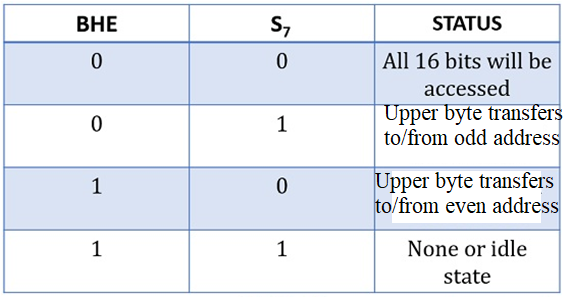 BHE S₇ STATUS
0 0 All 16 bits will be
accessed
0 1 Upper byte transfers
to/from odd address
1 0 Upper byte transfers
to/from even address
1 1 None or idle
state